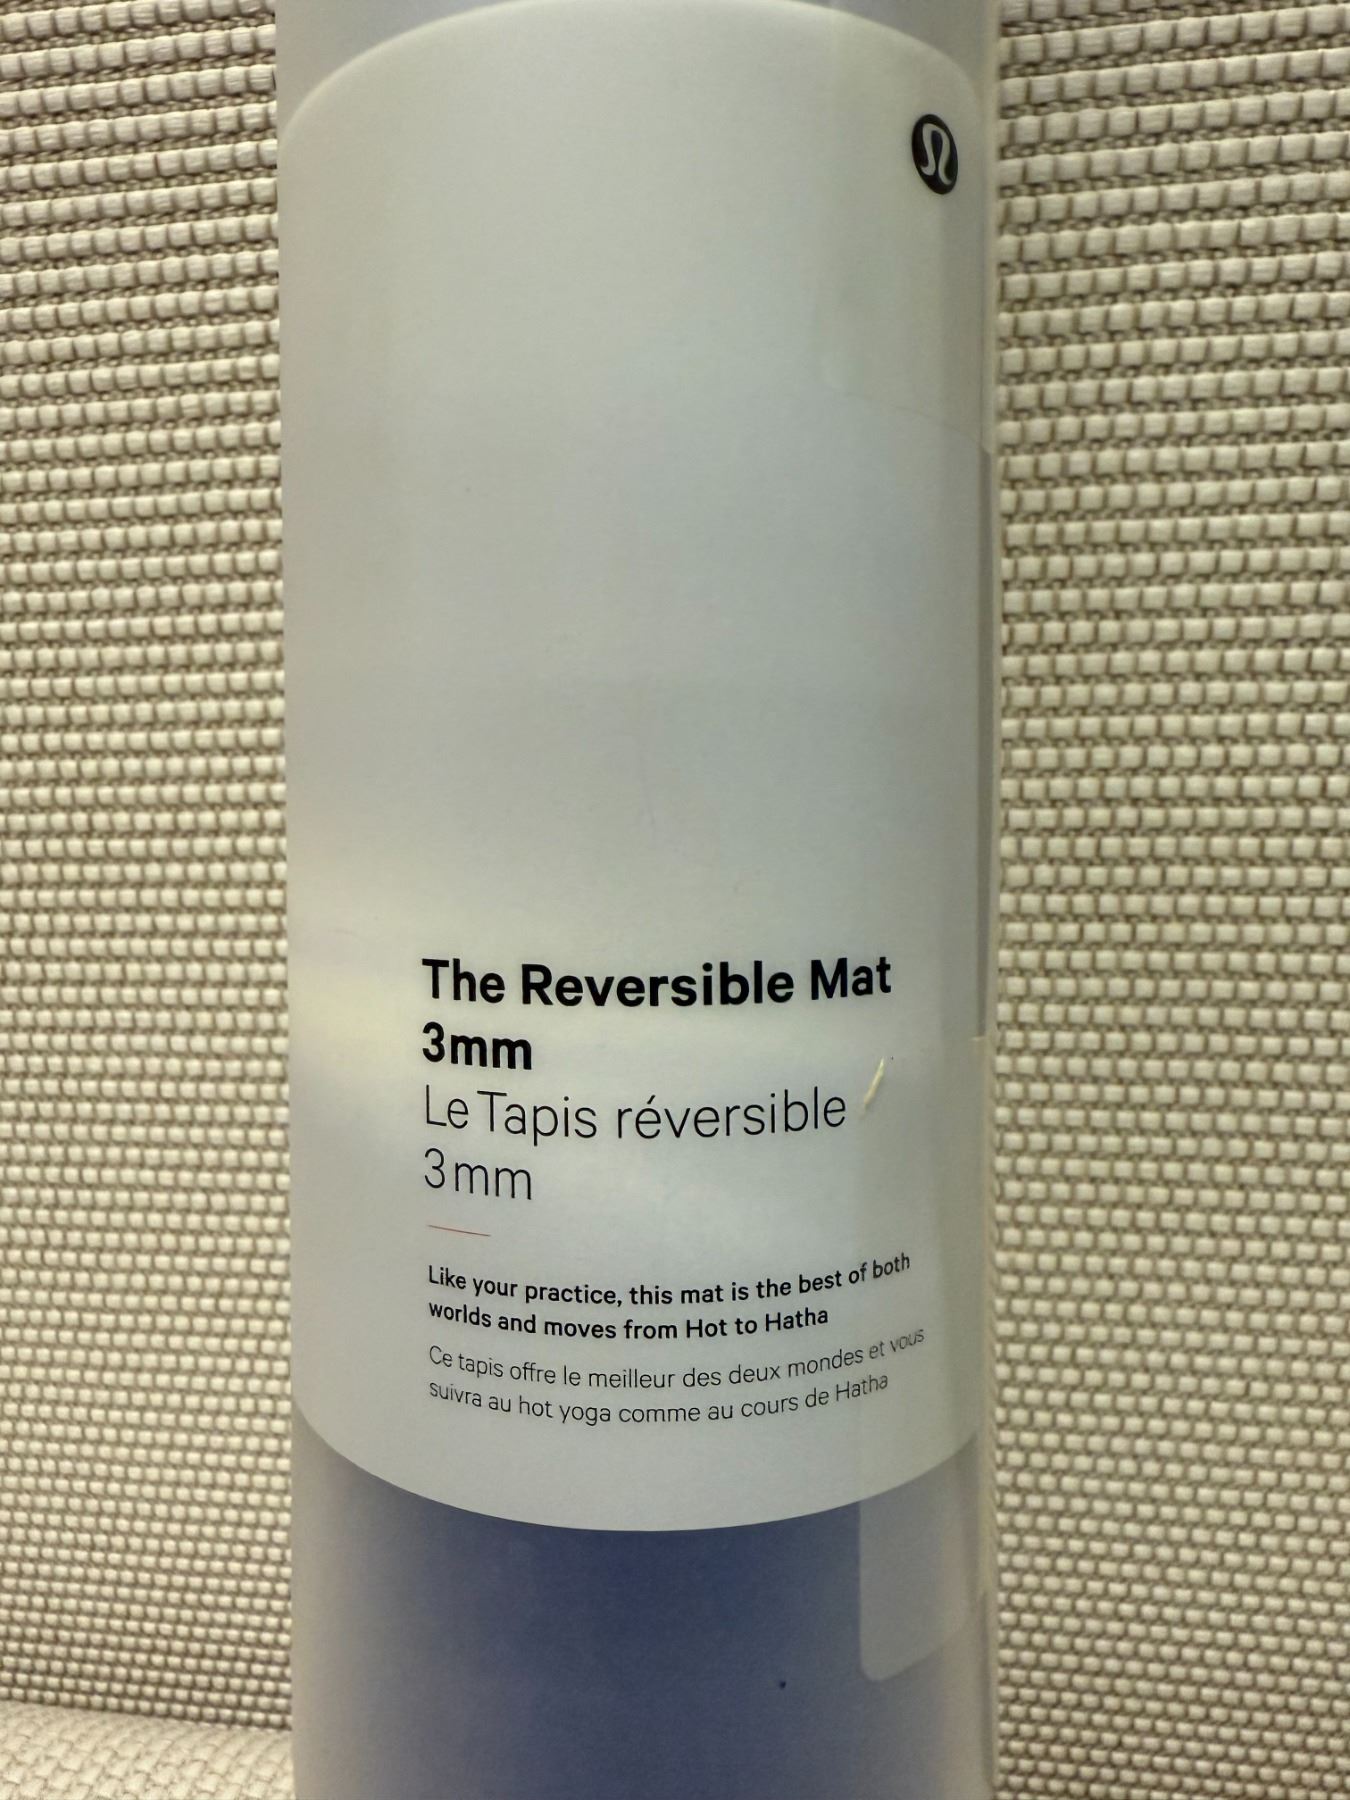 The Reversible Mat
3mm
Le Tapis réversible
3mm
Like your practice, this mat is the best of both
worlds and moves from Hot to Hatha
Ce tapis offre le meilleur des deux mondes et vous
suivra au hot yoga comme au cours de Hatha